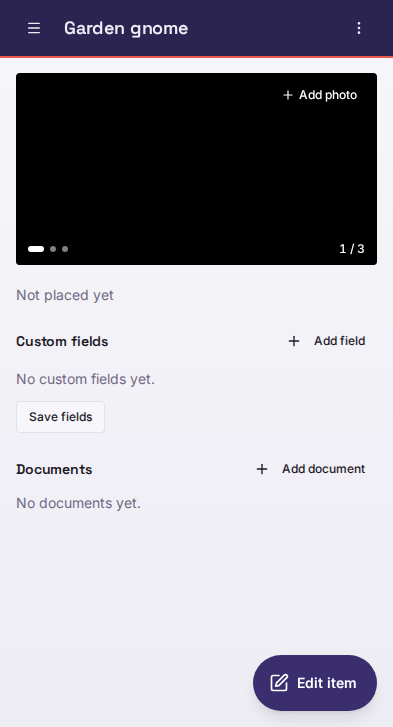 Garden gnome
Add photo
1 / 3
Not placed yet
Custom fields
Add field
No custom fields yet.
Save fields
Documents
Add document
No documents yet.
Edit item